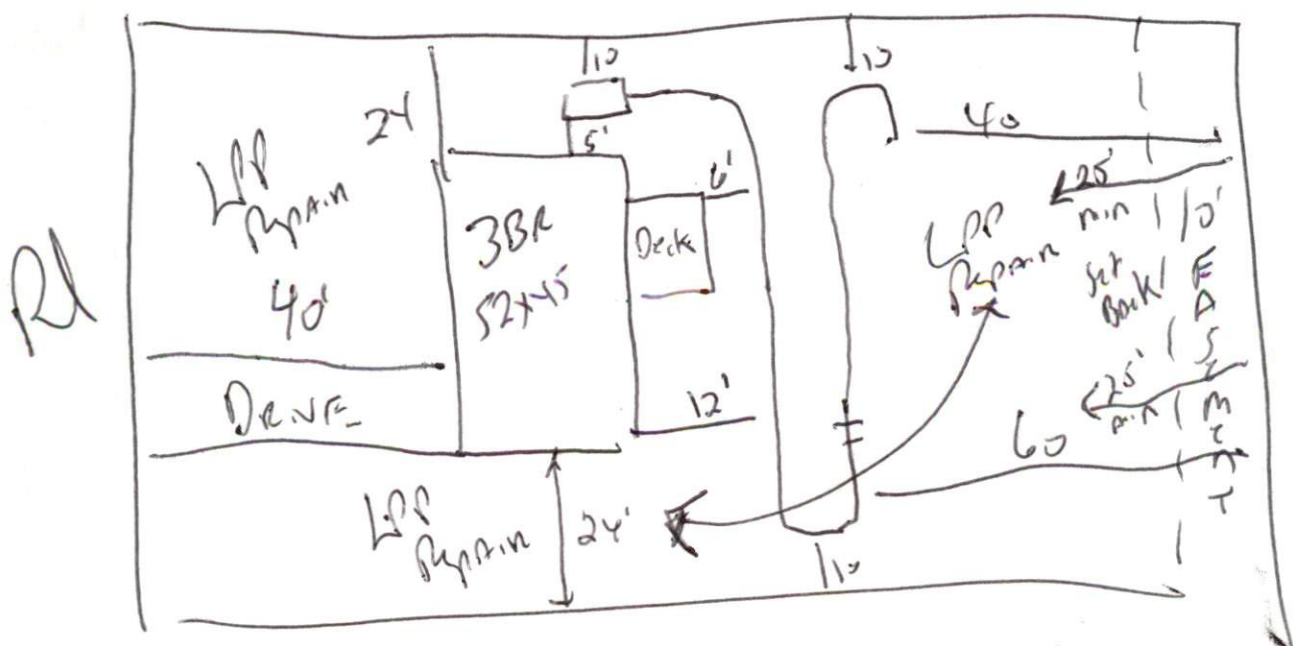 Rd
24
LPP
Repair
40'
DRIVE
3BR
52x45
10
5'
6'
Deck
12'
LPP
Repair
24'
10
10
40
25'
min
LPP
Repair
Set
Back
10'
EASEMENT
25'
min
60